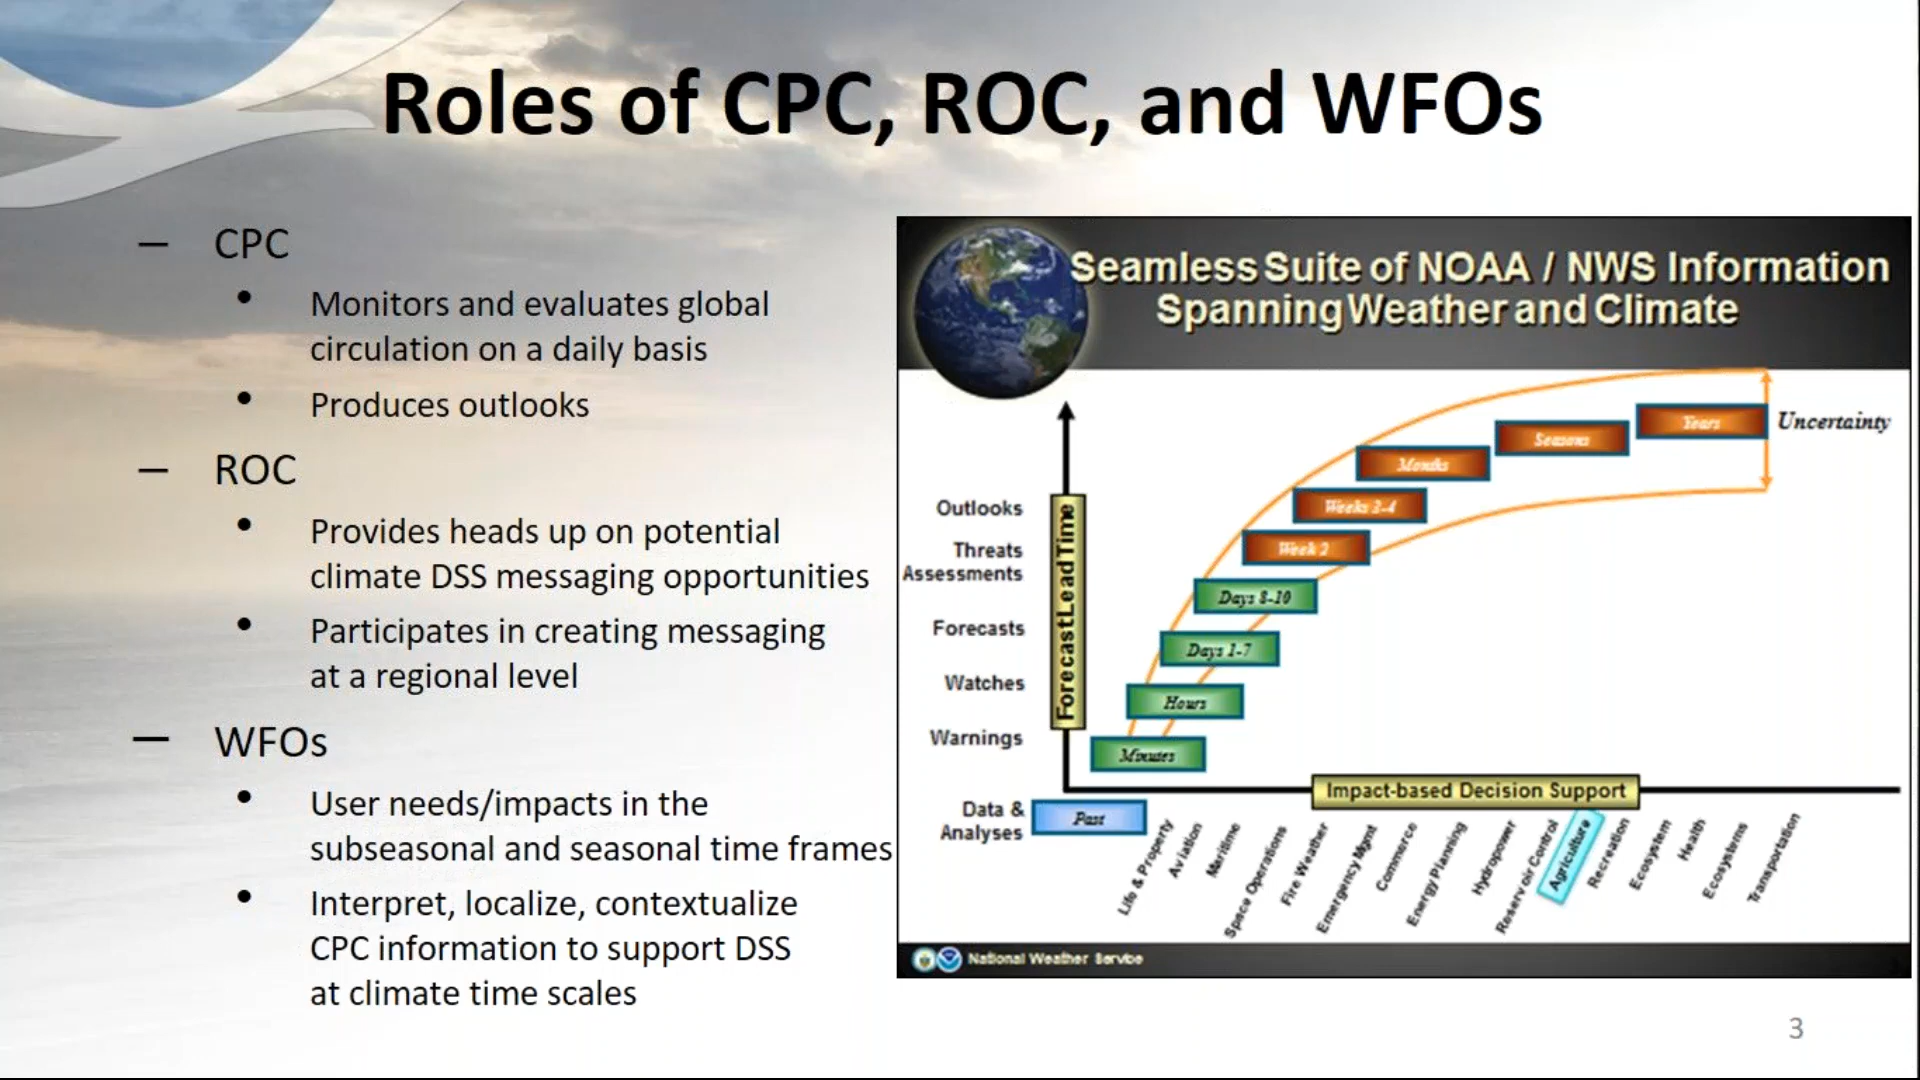 Roles of CPC, ROC, and WFOs
– CPC
• Monitors and evaluates global
circulation on a daily basis
• Produces outlooks
– ROC
• Provides heads up on potential
climate DSS messaging opportunities
• Participates in creating messaging
at a regional level
– WFOs
• User needs/impacts in the
subseasonal and seasonal time frames
• Interpret, localize, contextualize
CPC information to support DSS
at climate time scales
Seamless Suite of NOAA / NWS Information
Spanning Weather and Climate
Years
Uncertainty
Seasons
Months
Outlooks
Weeks 3-4
Threats
Assessments
Week 2
Forecast Lead Time
Days 8-10
Forecasts
Days 1-7
Watches
Hours
Warnings
Minutes
Impact-based Decision Support
Data &
Analyses
Past
Life & Property
Aviation
Maritime
Space Operations
Fire Weather
Emergency Mgmt
Commerce
Energy Planning
Hydropower
Reservoir Control
Agriculture
Recreation
Ecosystem
Health
Ecosystems
Transportation
National Weather Service
3